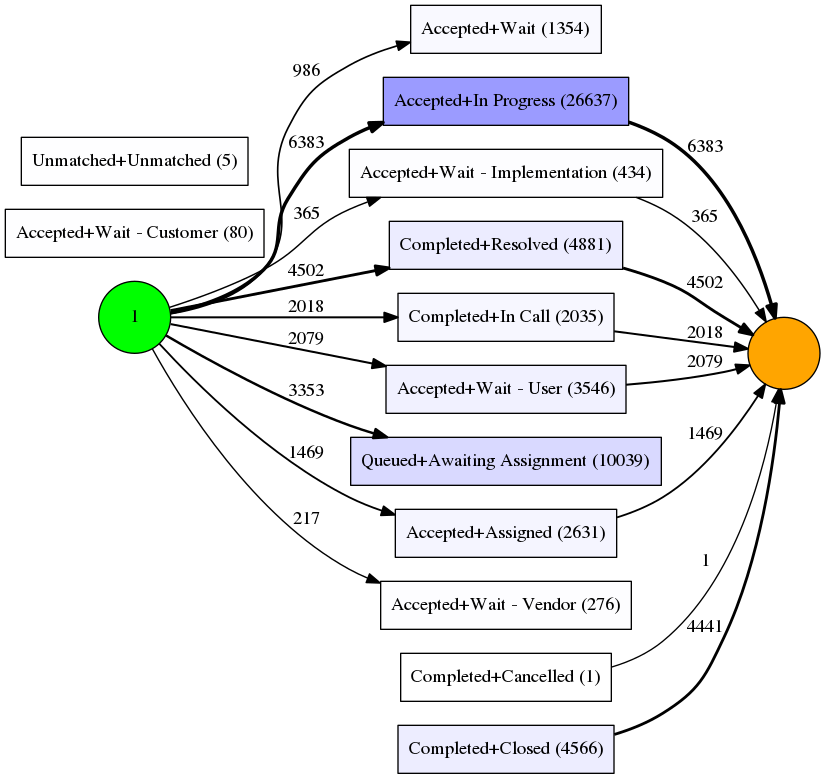 Accepted+Wait (1354)
986
Accepted+In Progress (26637)
6383
6383
Unmatched+Unmatched (5)
Accepted+Wait - Implementation (434)
365
365
Accepted+Wait - Customer (80)
Completed+Resolved (4881)
4502
4502
1
2018
Completed+In Call (2035)
2018
2079
Accepted+Wait - User (3546)
2079
3353
Queued+Awaiting Assignment (10039)
1469
1469
Accepted+Assigned (2631)
217
1
Accepted+Wait - Vendor (276)
4441
Completed+Cancelled (1)
Completed+Closed (4566)